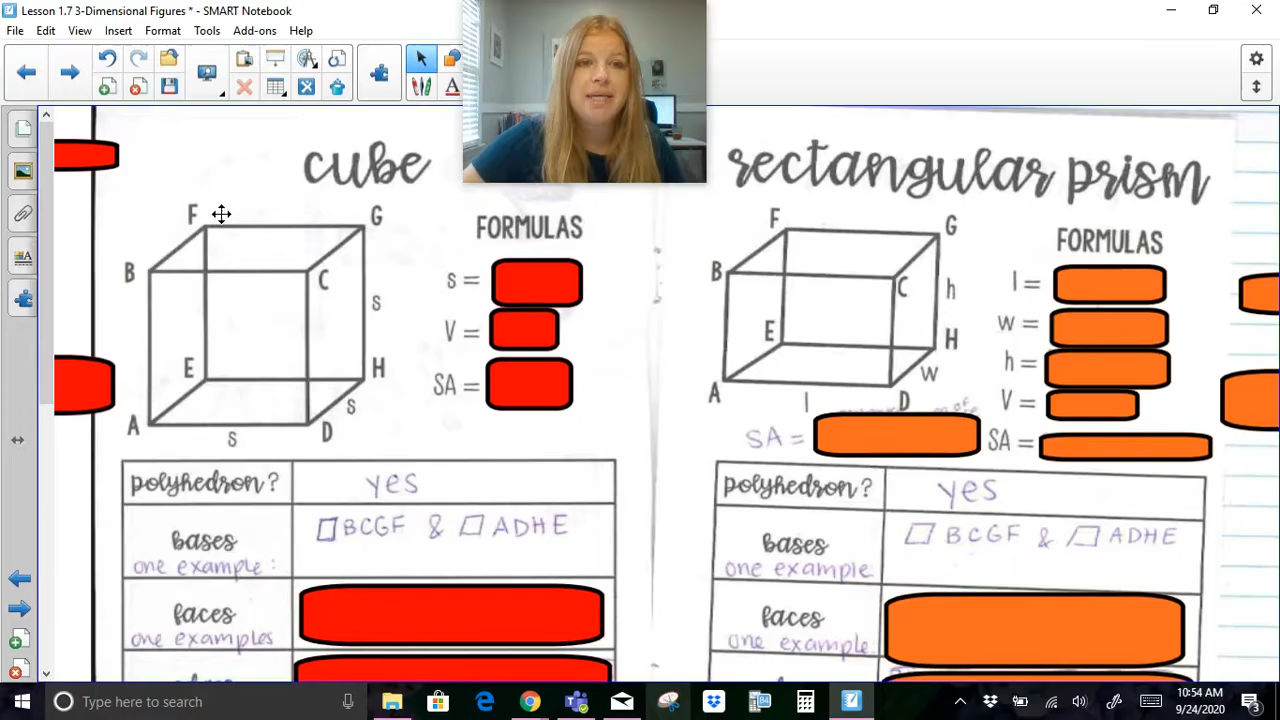 Lesson 1.7 3-Dimensional Figures * - SMART Notebook
File Edit View Insert Format Tools Add-ons Help
cube
F
G
B
C
s
E
H
s
A
D
s
FORMULAS
s =
V =
SA =
polyhedron?
yes
bases
one example:
□BCGF & ▱ADHE
faces
one examples
rectangular prism
F
G
B
C
h
E
H
w
A
D
l
FORMULAS
l =
w =
h =
V =
SA =
SA =
polyhedron?
yes
bases
one example
▱ BCGF & ▱ ADHE
faces
one example
Type here to search
10:54 AM
9/24/2020
3